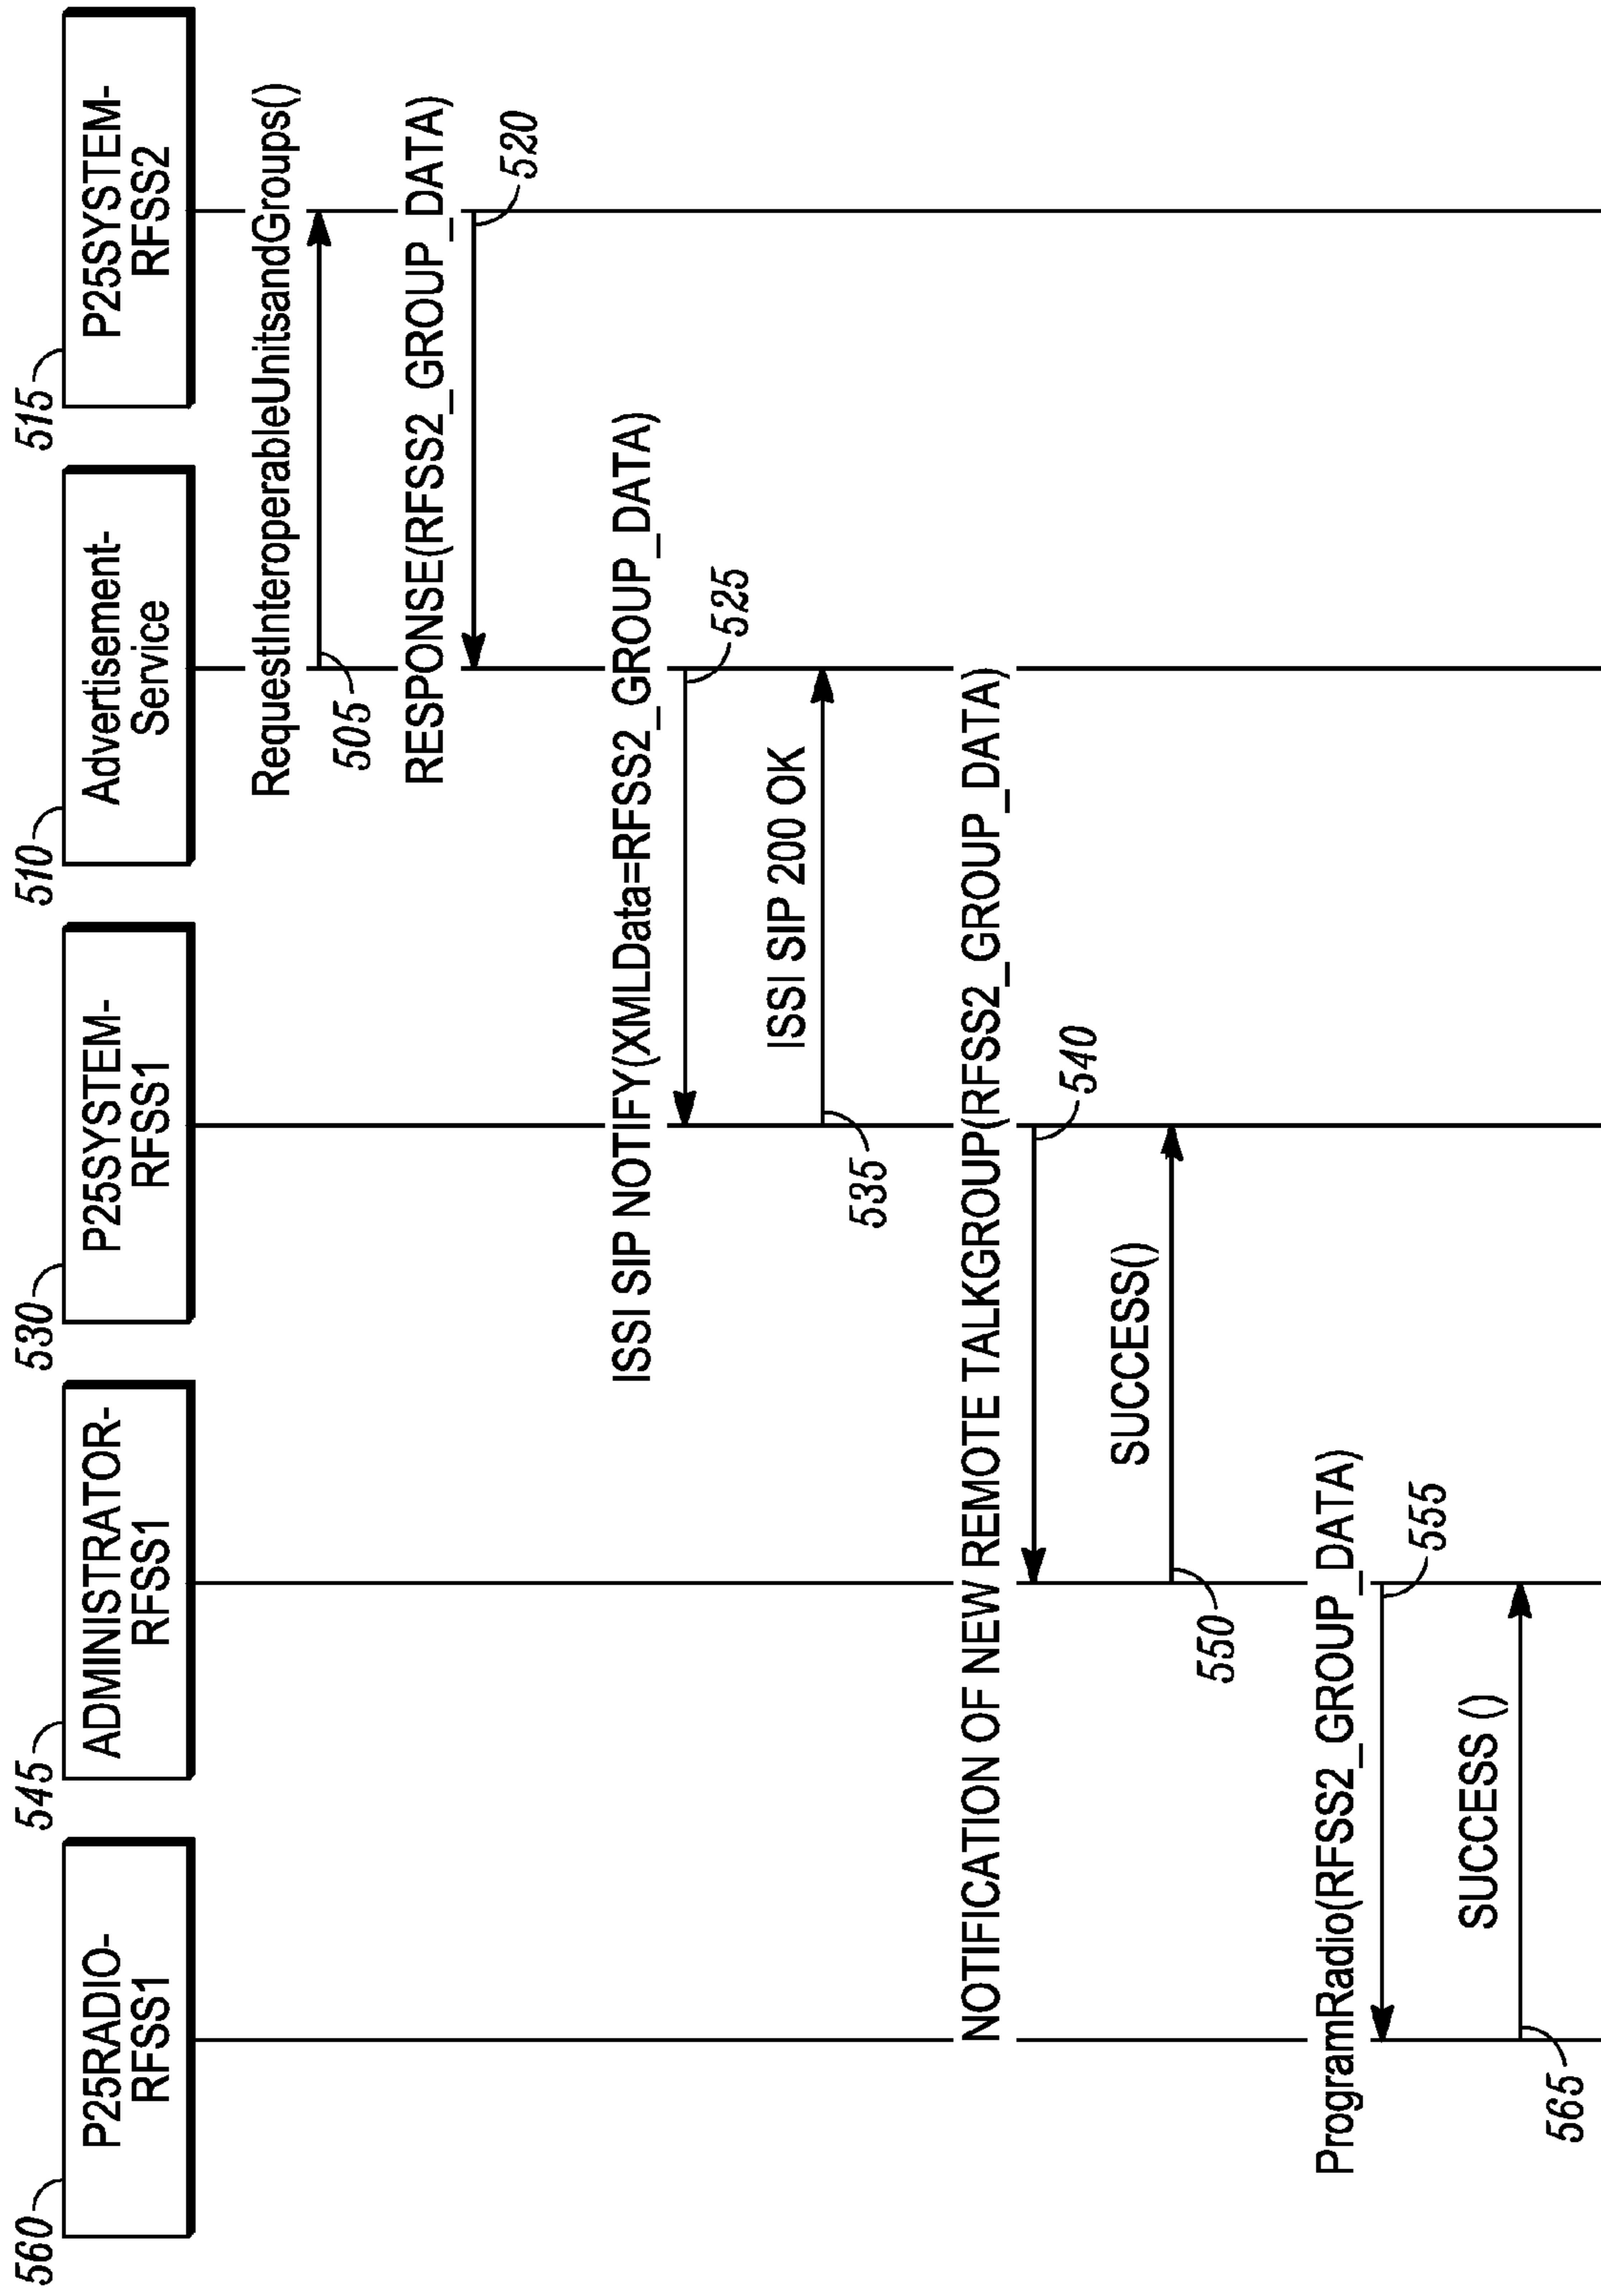 560
P25RADIO-
RFSS1
545
ADMINISTRATOR-
RFSS1
530
P25SYSTEM-
RFSS1
510
Advertisement-
Service
515
P25SYSTEM-
RFSS2
RequestInteroperableUnitsandGroups()
505
RESPONSE(RFSS2_GROUP_DATA)
520
ISSI SIP NOTIFY(XMLData=RFSS2_GROUP_DATA)
525
ISSI SIP 200 OK
535
NOTIFICATION OF NEW REMOTE TALKGROUP(RFSS2_GROUP_DATA)
540
SUCCESS()
550
ProgramRadio(RFSS2_GROUP_DATA)
555
SUCCESS ()
565